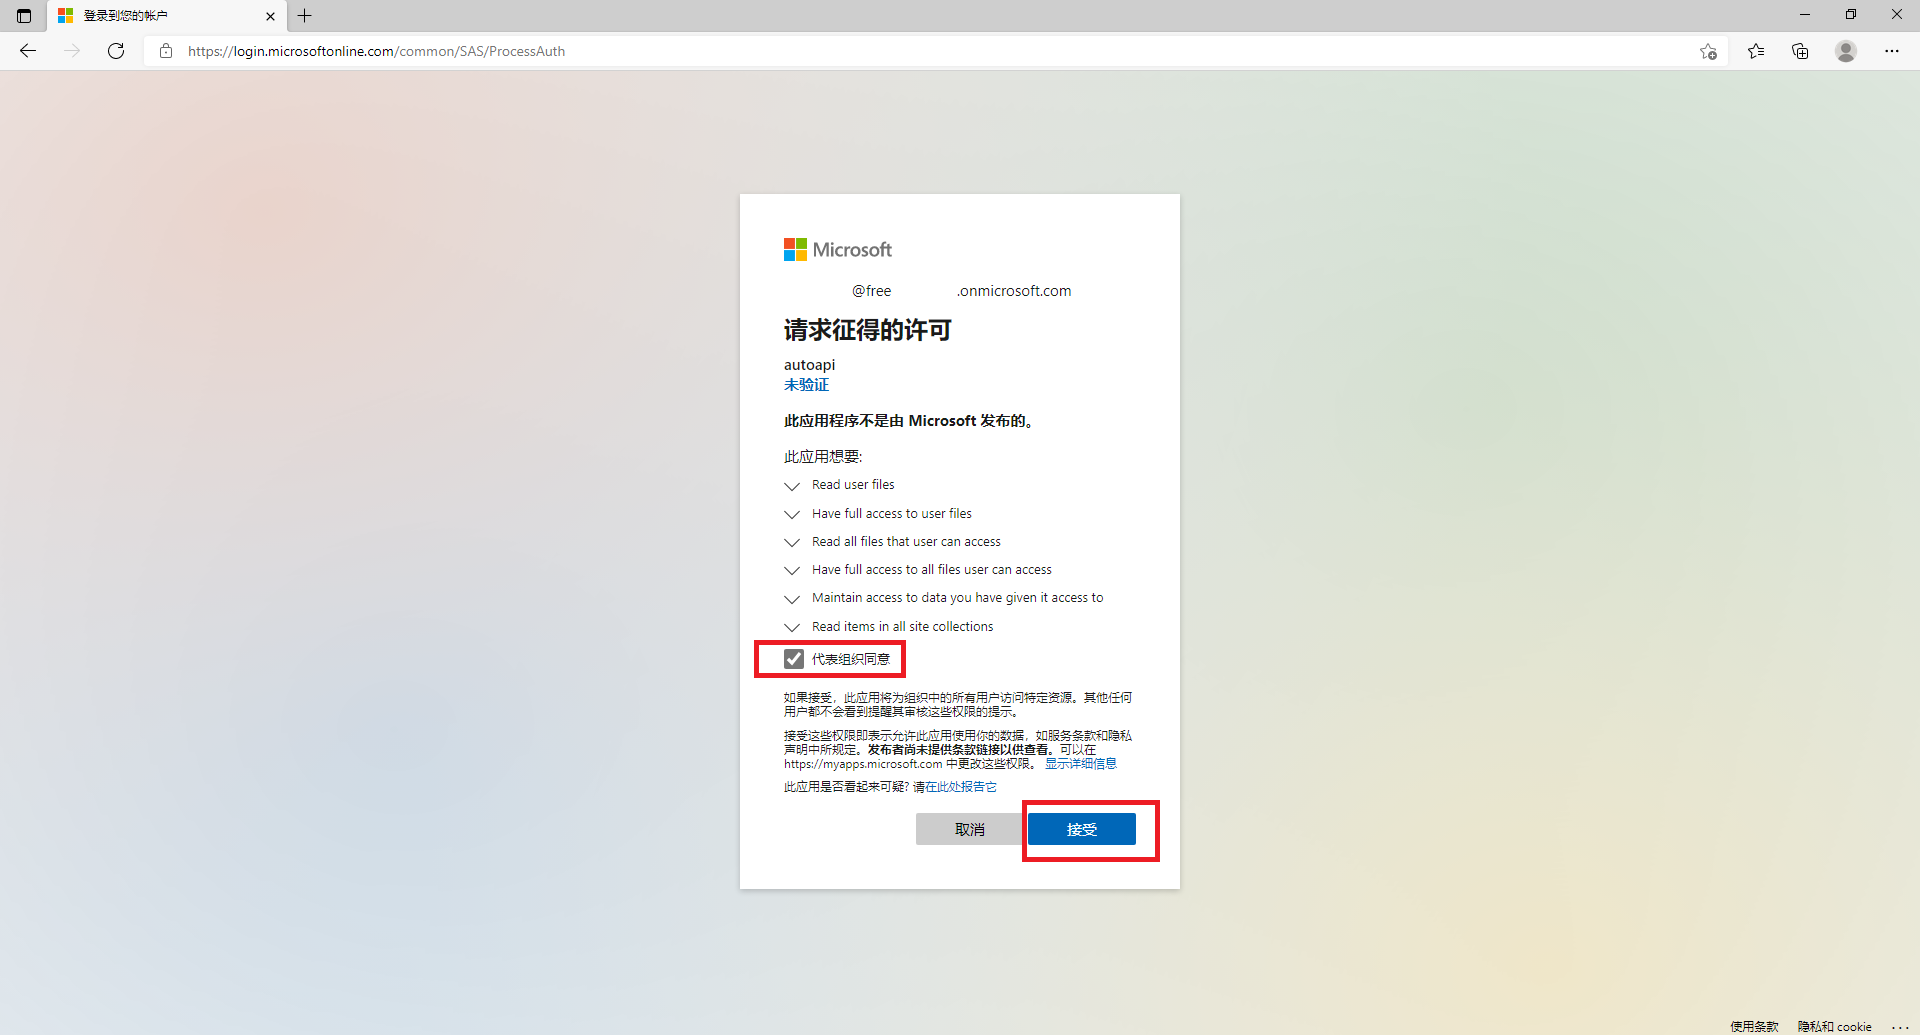 登录到您的帐户
https://login.microsoftonline.com/common/SAS/ProcessAuth
Microsoft
@free .onmicrosoft.com
请求征得的许可
autoapi
未验证
此应用程序不是由 Microsoft 发布的。
此应用想要:
Read user files
Have full access to user files
Read all files that user can access
Have full access to all files user can access
Maintain access to data you have given it access to
Read items in all site collections
代表组织同意
如果接受，此应用将为组织中的所有用户访问特定资源。其他任何
用户都不会看到提醒其审核这些权限的提示。
接受这些权限即表示允许此应用使用你的数据，如服务条款和隐私
声明中所规定。发布者尚未提供条款链接以供查看。可以在
https://myapps.microsoft.com 中更改这些权限。 显示详细信息
此应用是否看起来可疑? 请在此处报告它
取消 接受
使用条款 隐私和 cookie ...